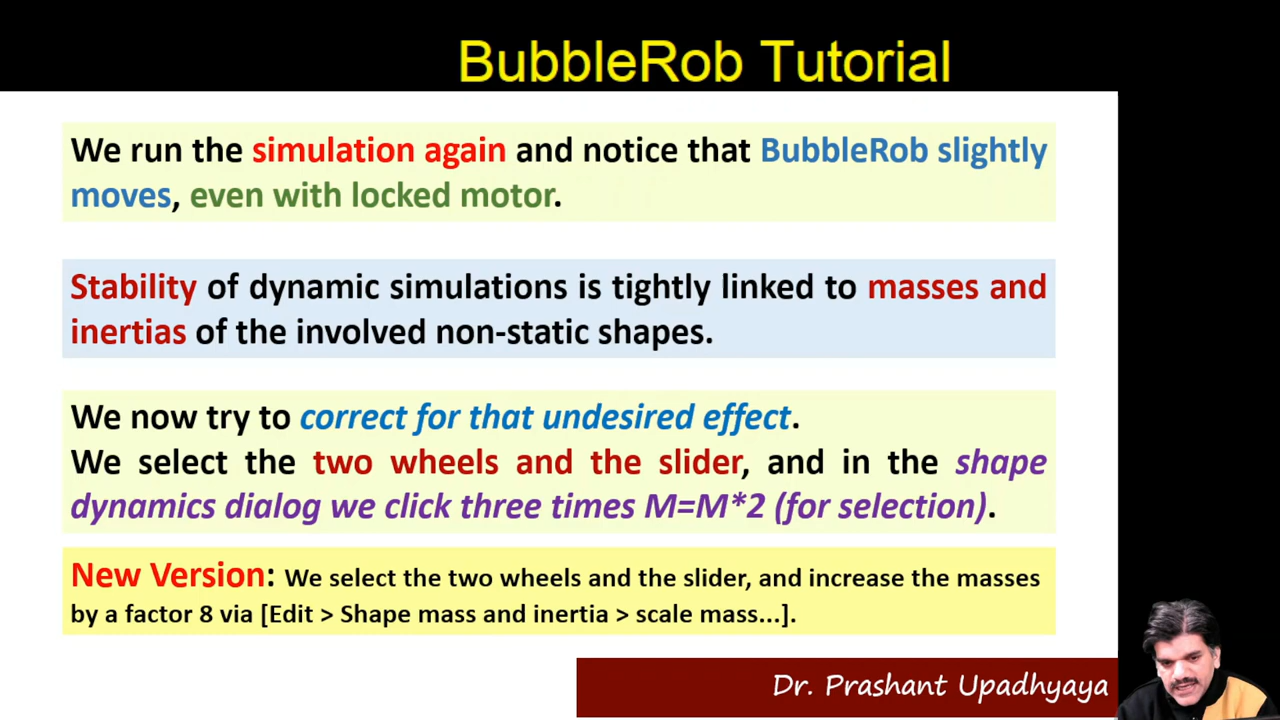 BubbleRob Tutorial
We run the simulation again and notice that BubbleRob slightly
moves, even with locked motor.
Stability of dynamic simulations is tightly linked to masses and
inertias of the involved non-static shapes.
We now try to correct for that undesired effect.
We select the two wheels and the slider, and in the shape
dynamics dialog we click three times M=M*2 (for selection).
New Version: We select the two wheels and the slider, and increase the masses
by a factor 8 via [Edit > Shape mass and inertia > scale mass...].
Dr. Prashant Upadhyaya